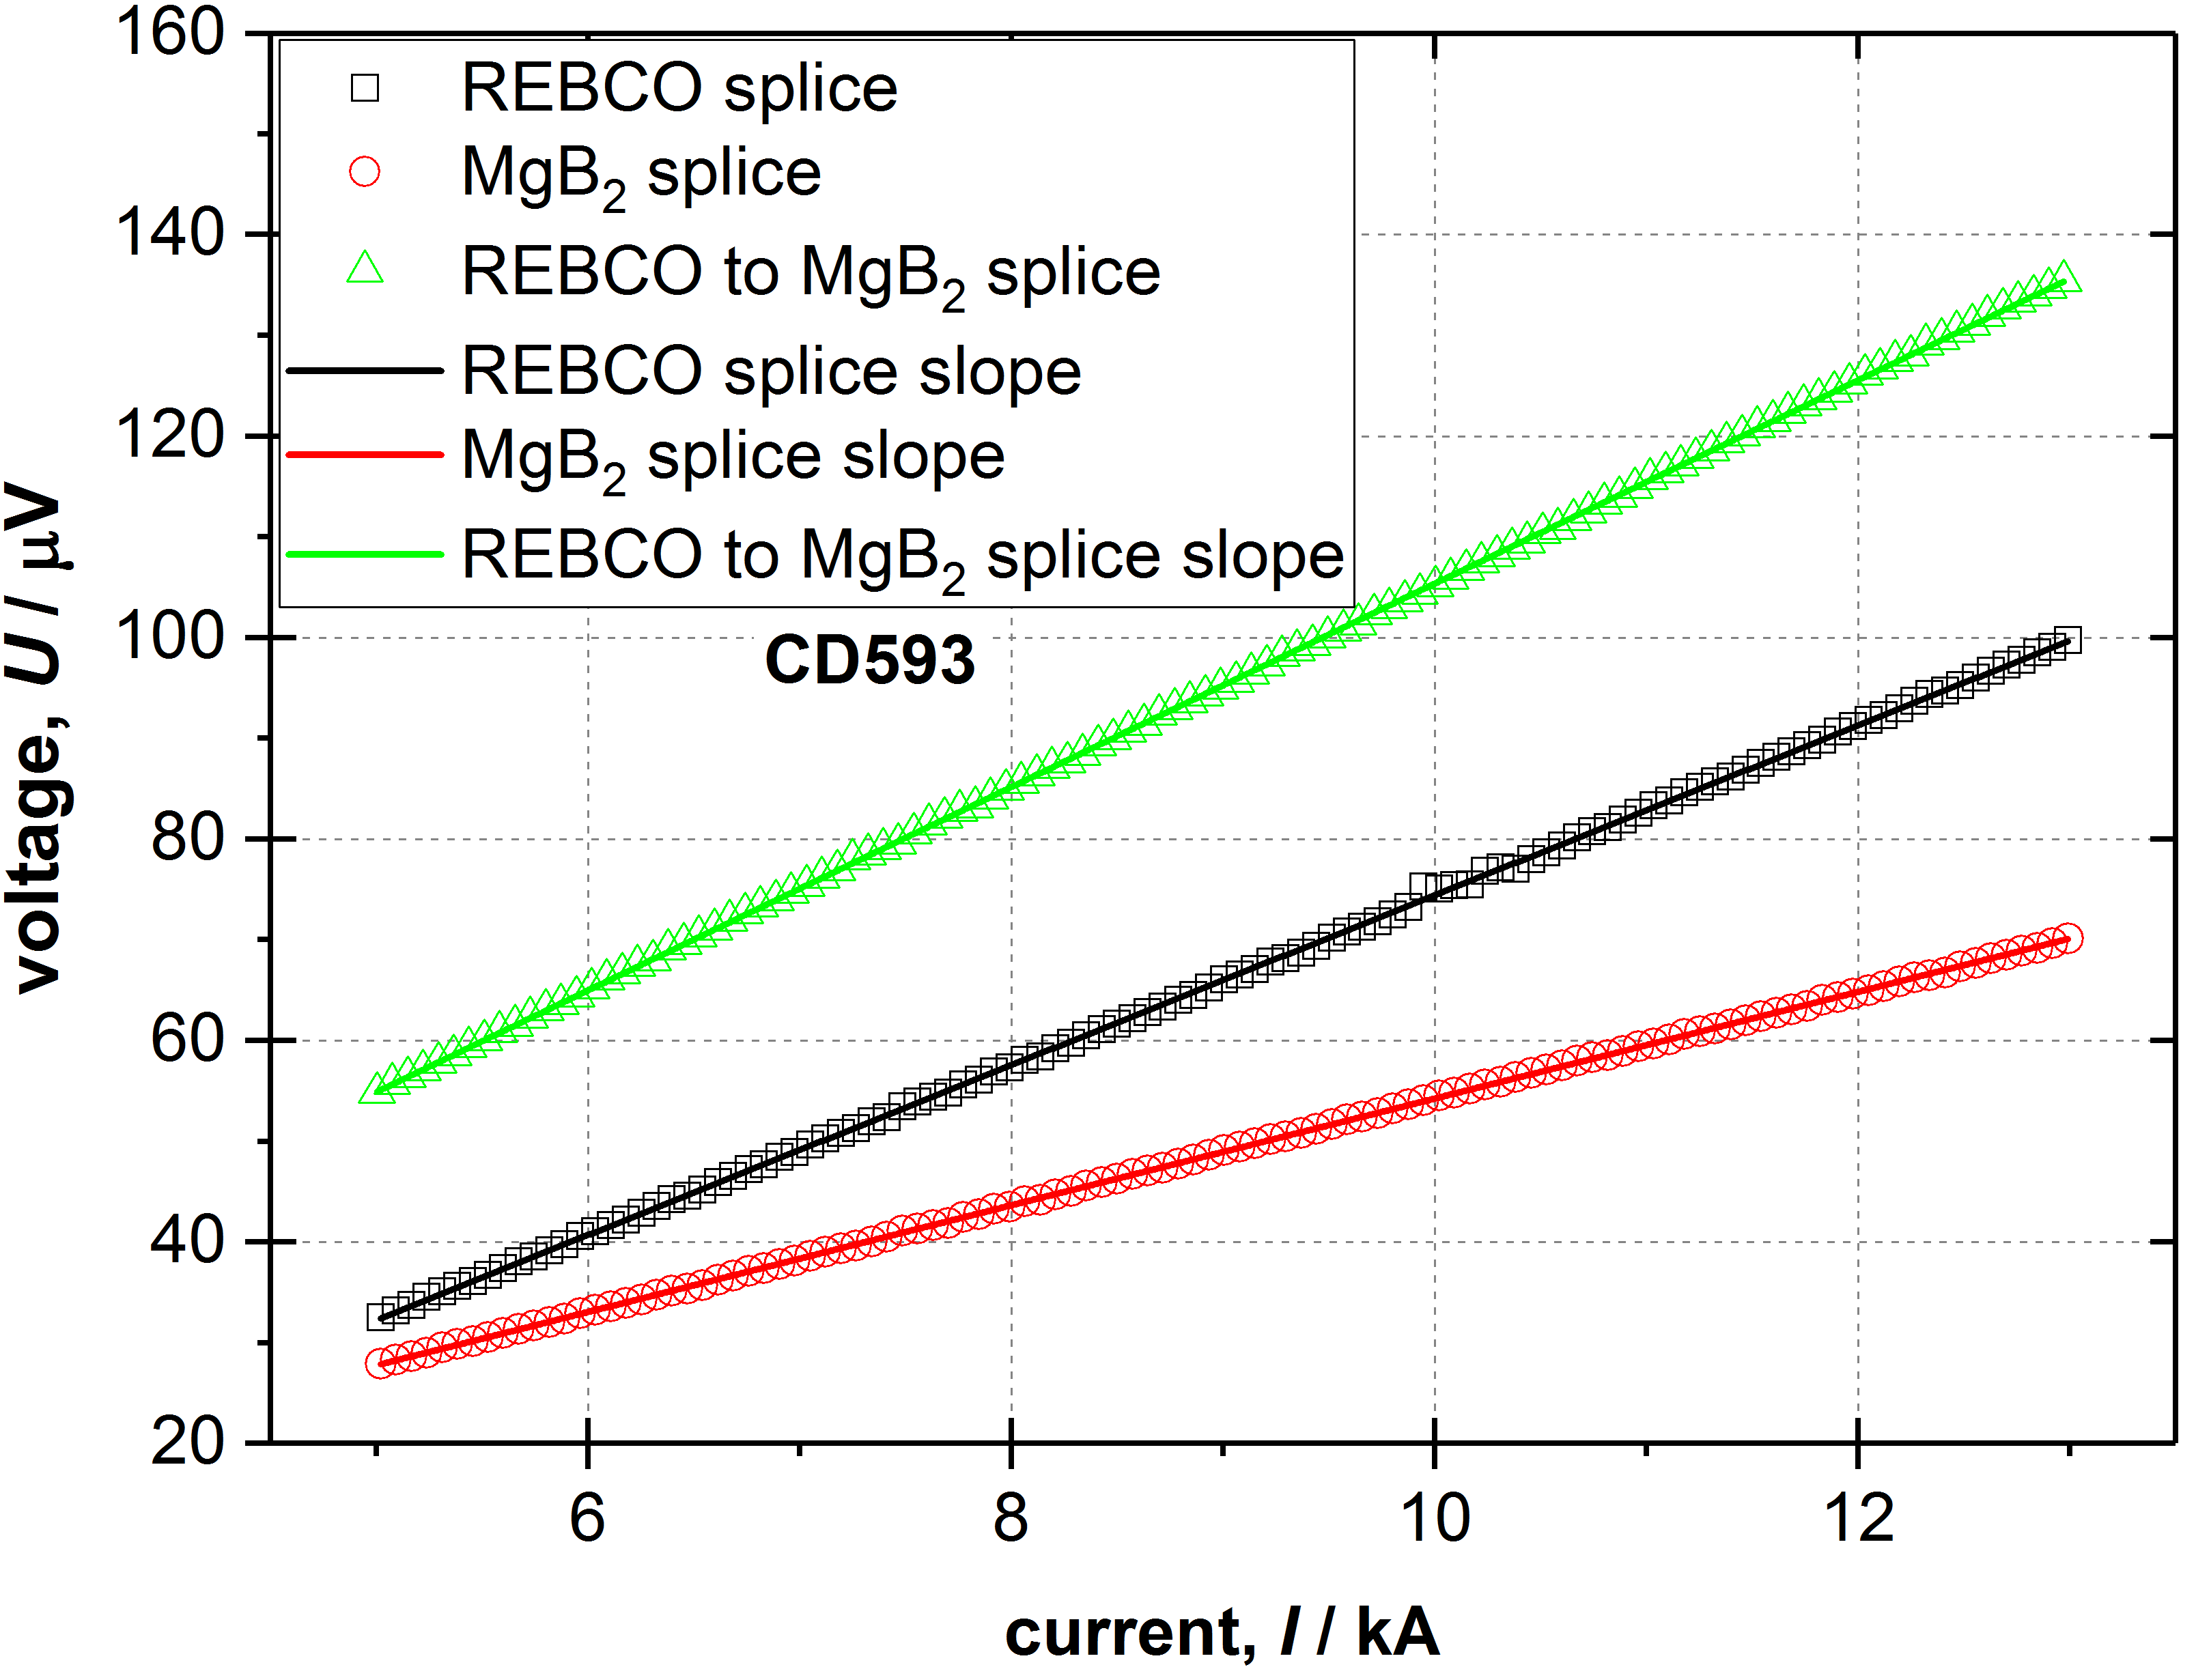 160
140
120
100
80
60
40
20
voltage, U / μV
REBCO splice
MgB₂ splice
REBCO to MgB₂ splice
REBCO splice slope
MgB₂ splice slope
REBCO to MgB₂ splice slope
CD593
6 8 10 12
current, I / kA